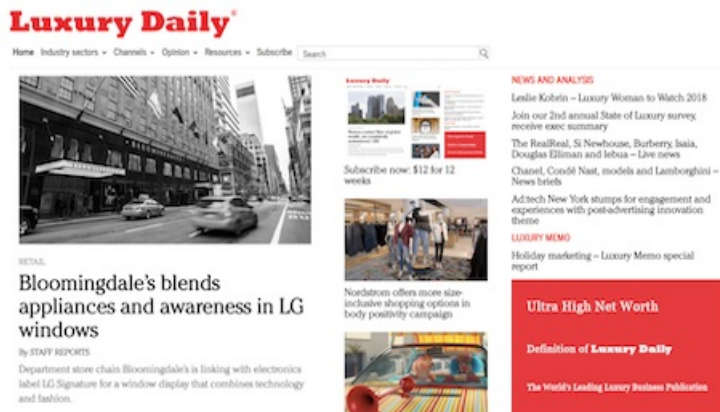 Luxury Daily
Home Industry sectors Channels Opinion Resources Subscribe Search
RETAIL
Bloomingdale's blends
appliances and awareness in LG
windows
By STAFF REPORTS
Department store chain Bloomingdale's is linking with electronics
label LG Signature for a window display that combines technology
and fashion.
Luxury Daily
Subscribe now: $12 for 12
weeks
Nordstrom offers more size-
inclusive shopping options in
body positivity campaign
NEWS AND ANALYSIS
Leslie Kobrin – Luxury Woman to Watch 2018
Join our 2nd annual State of Luxury survey,
receive exec summary
The RealReal, Si Newhouse, Burberry, Isaia,
Douglas Elliman and Iebua – Live news
Chanel, Condé Nast, models and Lamborghini –
News briefs
Ad:tech New York stumps for engagement and
experiences with post-advertising innovation
theme
LUXURY MEMO
Holiday marketing – Luxury Memo special
report
Ultra High Net Worth
Definition of Luxury Daily
The World's Leading Luxury Business Publication